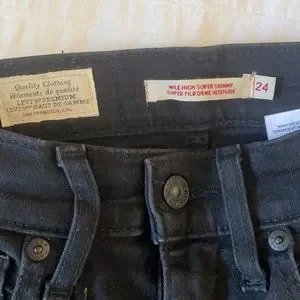 Quality Clothing
Vêtements de qualité
LEVI'S® PREMIUM
LEVI'S® HAUT DE GAMME
SAN FRANCISCO, CAL
MILE HIGH SUPER SKINNY
SUPER FILIFORME ALTITUDE
24